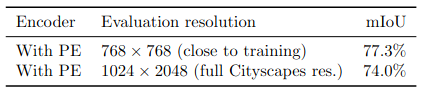 Encoder Evaluation resolution mIoU
With PE 768 × 768 (close to training) 77.3%
With PE 1024 × 2048 (full Cityscapes res.) 74.0%